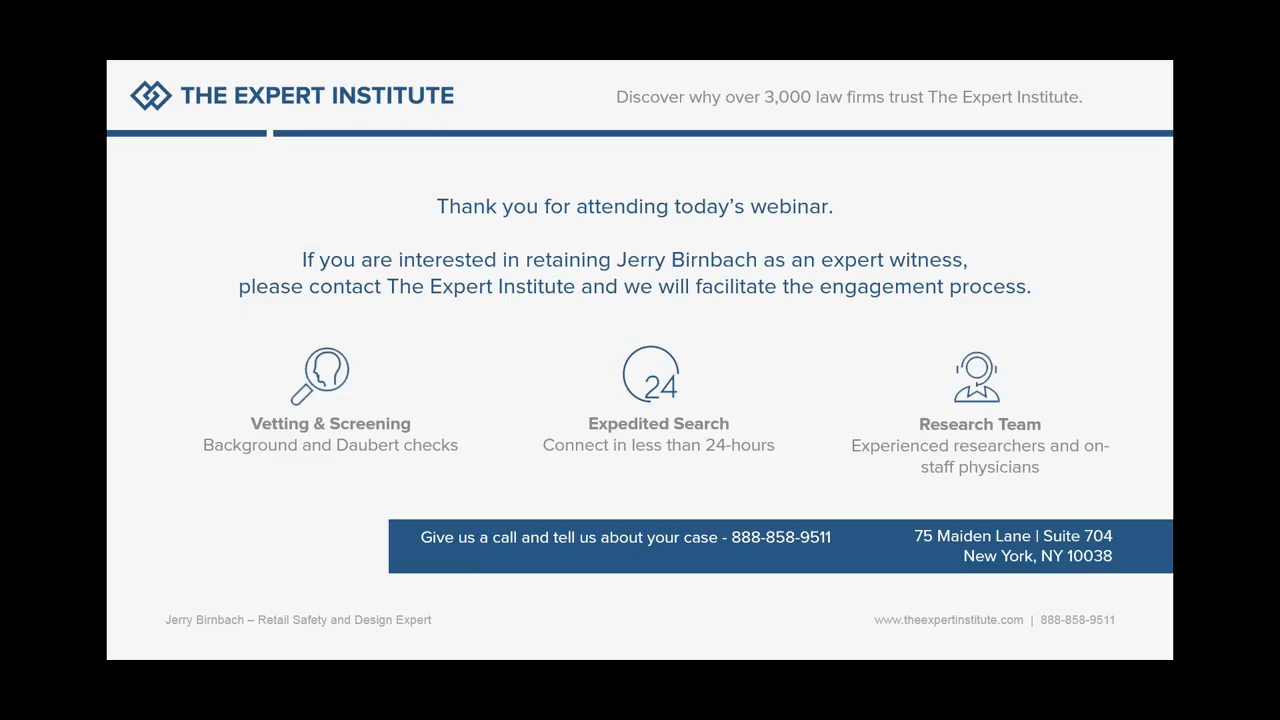 THE EXPERT INSTITUTE
Discover why over 3,000 law firms trust The Expert Institute.
Thank you for attending today’s webinar.
If you are interested in retaining Jerry Birnbach as an expert witness,
please contact The Expert Institute and we will facilitate the engagement process.
24
Vetting & Screening
Background and Daubert checks
Expedited Search
Connect in less than 24-hours
Research Team
Experienced researchers and on-
staff physicians
Give us a call and tell us about your case - 888-858-9511
75 Maiden Lane | Suite 704
New York, NY 10038
Jerry Birnbach – Retail Safety and Design Expert
www.theexpertinstitute.com | 888-858-9511